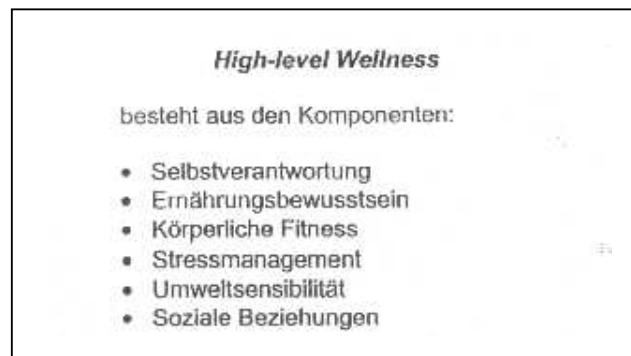 High-level Wellness
besteht aus den Komponenten:
• Selbstverantwortung
• Ernährungsbewusstsein
• Körperliche Fitness
• Stressmanagement
• Umweltsensibilität
• Soziale Beziehungen